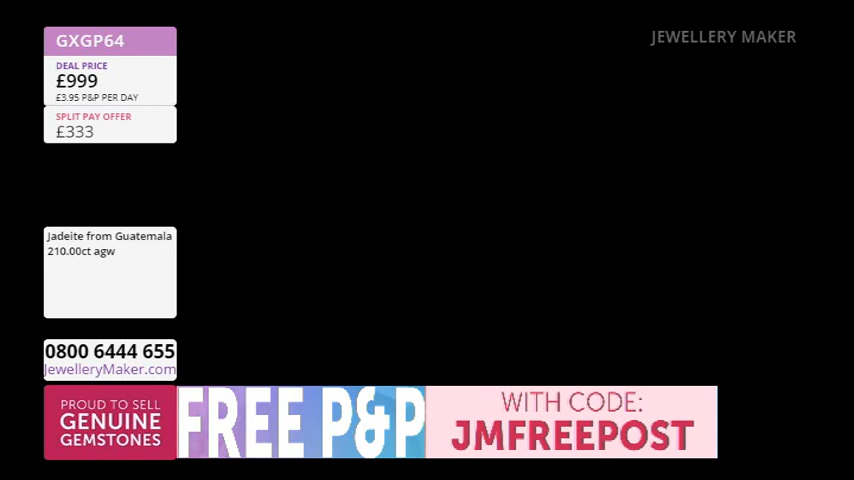 GXGP64
DEAL PRICE
£999
£3.95 P&P PER DAY
SPLIT PAY OFFER
£333
JEWELLERY MAKER
Jadeite from Guatemala
210.00ct agw
0800 6444 655
JewelleryMaker.com
PROUD TO SELL
GENUINE
GEMSTONES
FREE P&P
WITH CODE:
JMFREEPOST